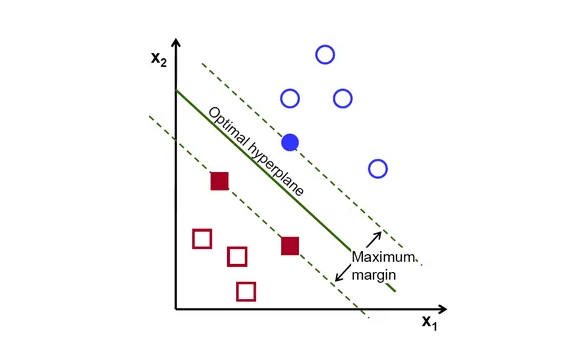 x2
Optimal hyperplane
Maximum
margin
x1